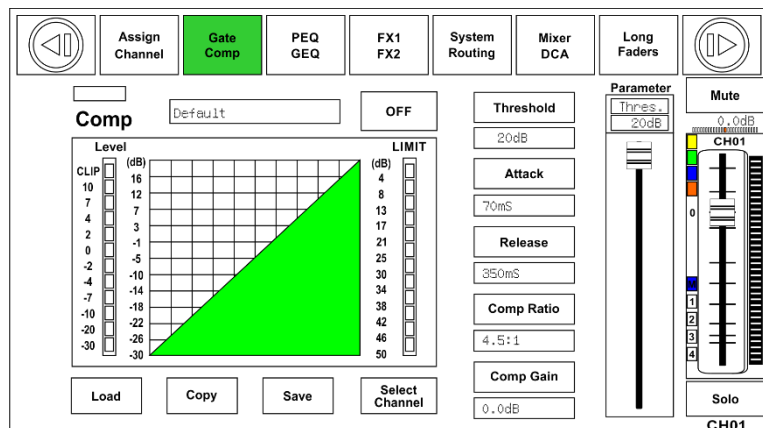 Assign
Channel
Gate
Comp
PEQ
GEQ
FX1
FX2
System
Routing
Mixer
DCA
Long
Faders
Comp
Default
OFF
Level
(dB)
LIMIT
(dB)
CLIP
10
7
4
2
0
-2
-4
-7
-10
-20
-30
16
12
7
3
-1
-5
-10
-14
-18
-22
-26
-30
4
8
13
17
21
25
30
34
38
42
46
50
Load
Copy
Save
Select
Channel
Threshold
20dB
Attack
70mS
Release
350mS
Comp Ratio
4.5:1
Comp Gain
0.0dB
Parameter
Thres.
20dB
Mute
0.0dB
CH01
0
1
2
3
4
Solo
CH01